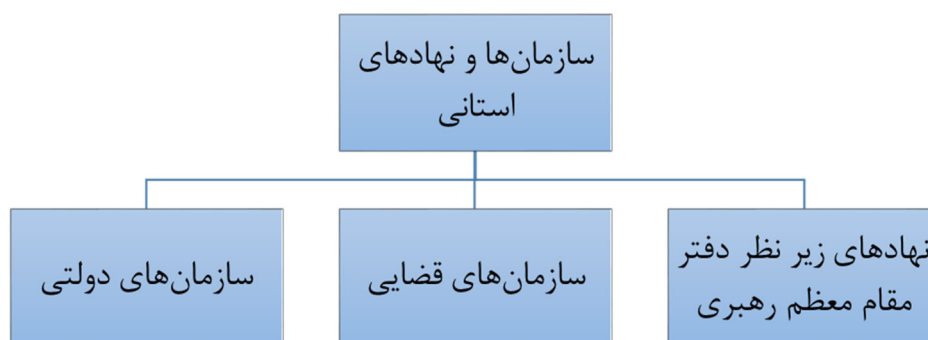 سازمان‌ها و نهادهای
استانی
نهادهای زیر نظر دفتر
مقام معظم رهبری
سازمان‌های قضایی
سازمان‌های دولتی